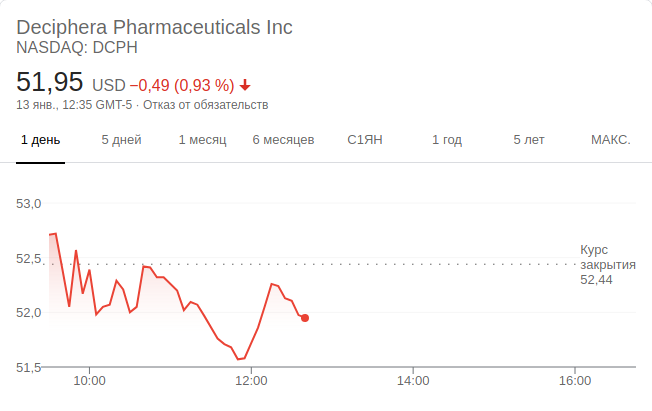 Deciphera Pharmaceuticals Inc
NASDAQ: DCPH
51,95 USD −0,49 (0,93 %)
13 янв., 12:35 GMT-5 · Отказ от обязательств
1 день 5 дней 1 месяц 6 месяцев С1ЯН 1 год 5 лет МАКС.
53,0
52,5
52,0
51,5
Курс
закрытия
52,44
10:00 12:00 14:00 16:00